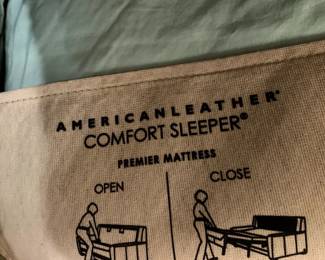 AMERICANLEATHER®
COMFORT SLEEPER®
PREMIER MATTRESS
OPEN
CLOSE